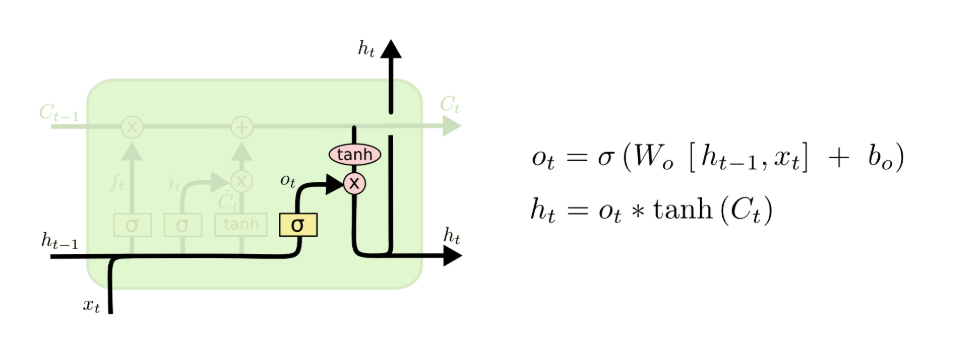 h_t
C_{t-1}
C_t
x
+
tanh
f_t
i_t
x
o_t
x
C̃_t
σ
σ
tanh
σ
h_{t-1}
h_t
x_t
o_t = σ (W_o [h_{t-1}, x_t] + b_o)
h_t = o_t * tanh (C_t)